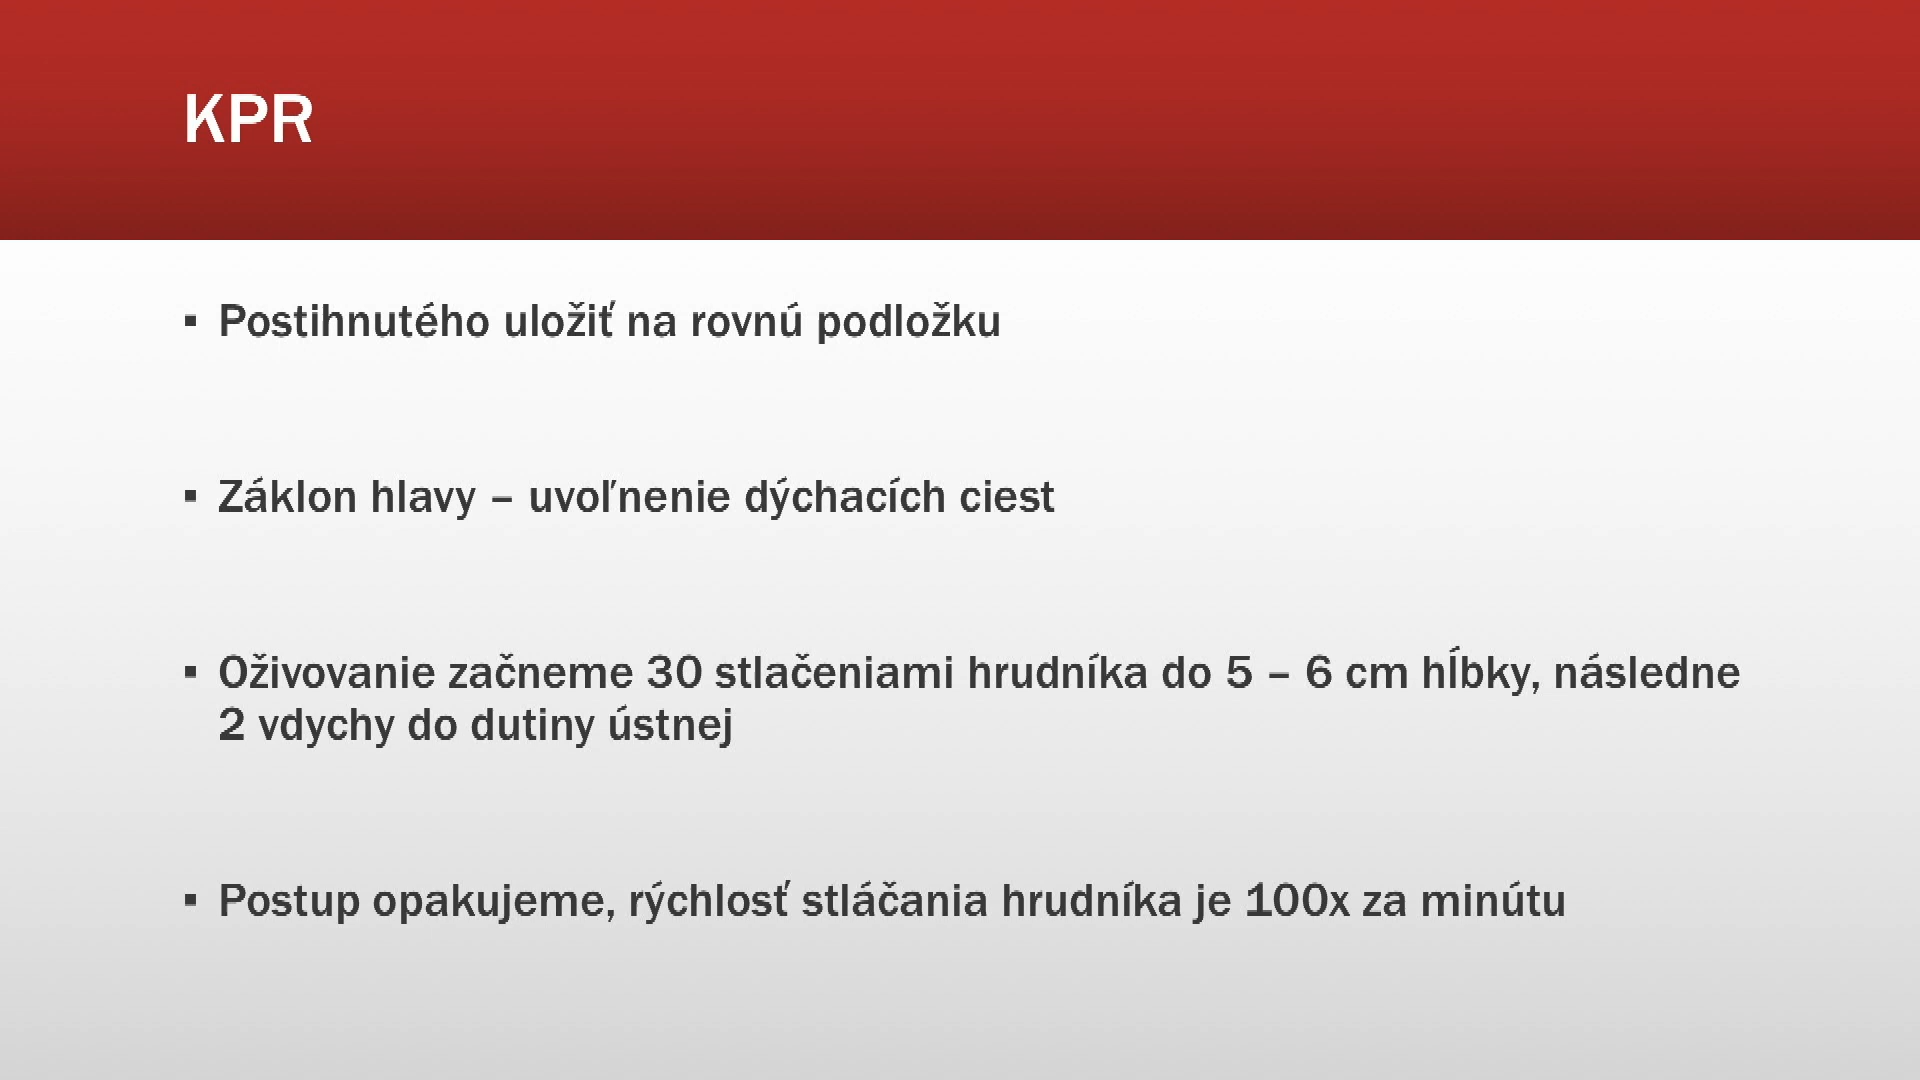 KPR
▪ Postihnutého uložiť na rovnú podložku
▪ Záklon hlavy – uvoľnenie dýchacích ciest
▪ Oživovanie začneme 30 stlačeniami hrudníka do 5 – 6 cm hĺbky, následne
2 vdychy do dutiny ústnej
▪ Postup opakujeme, rýchlosť stláčania hrudníka je 100x za minútu